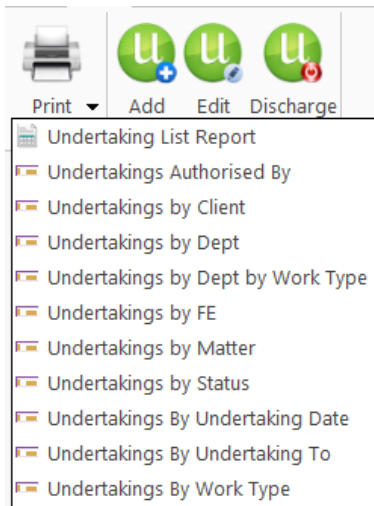 u u u
Print Add Edit Discharge
Undertaking List Report
Undertakings Authorised By
Undertakings by Client
Undertakings by Dept
Undertakings by Dept by Work Type
Undertakings by FE
Undertakings by Matter
Undertakings by Status
Undertakings By Undertaking Date
Undertakings By Undertaking To
Undertakings By Work Type